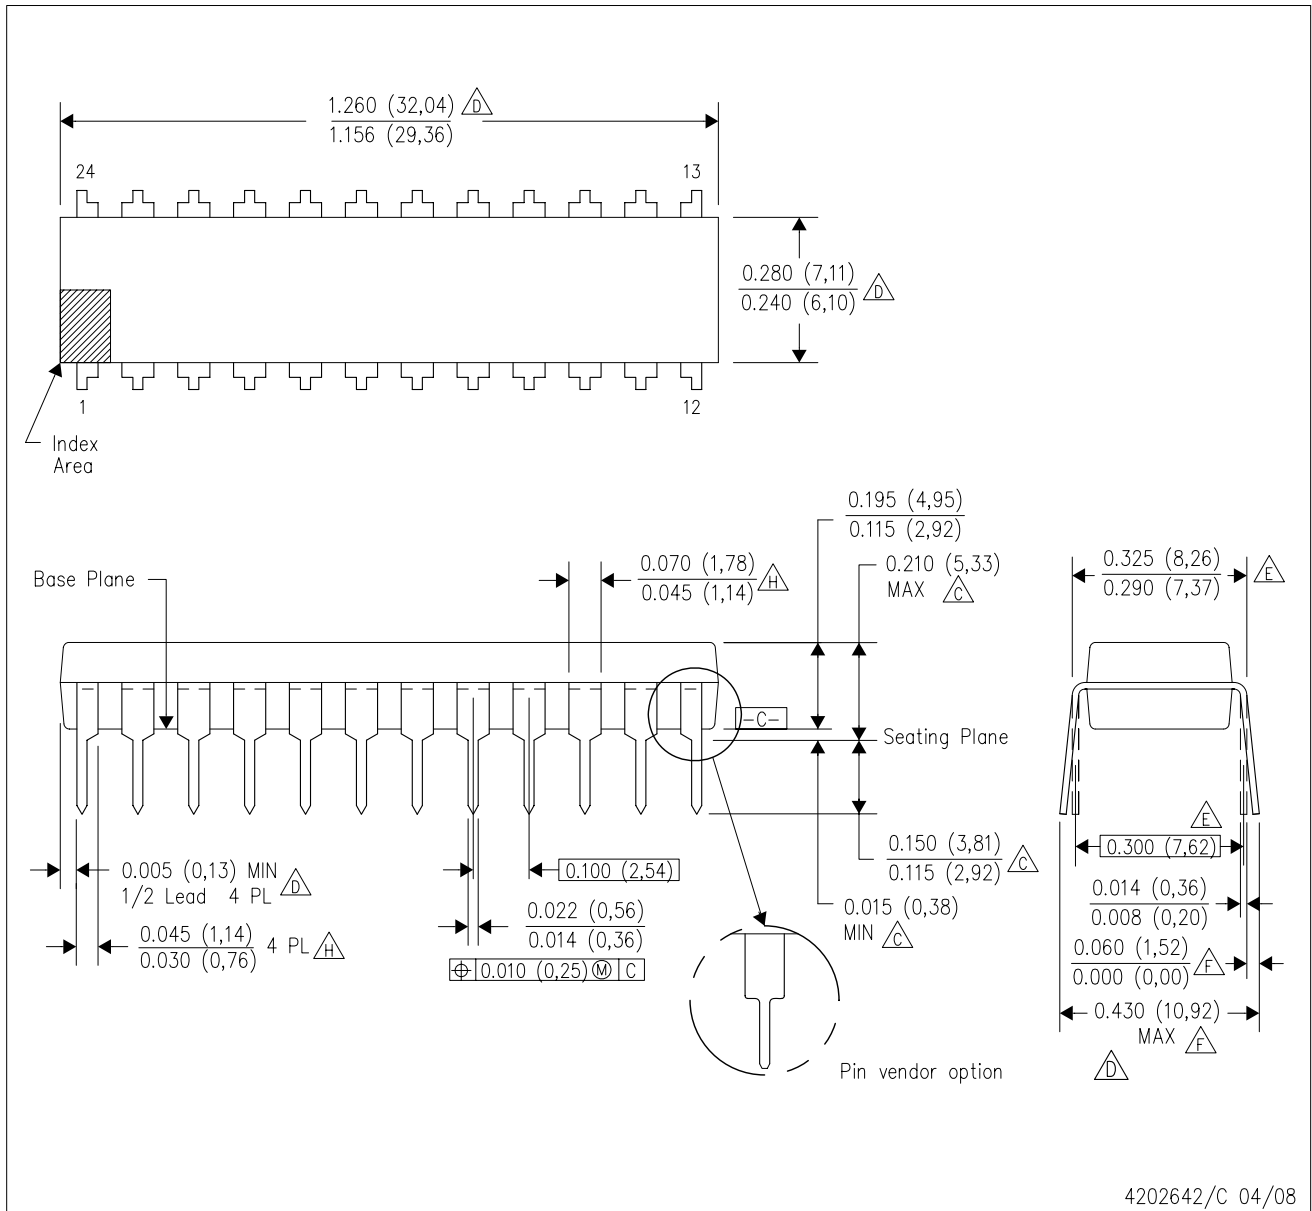 1.260 (32,04) D
1.156 (29,36)
24
13
0.280 (7,11)
0.240 (6,10) D
1
12
Index
Area
0.195 (4,95)
0.115 (2,92)
0.070 (1,78)
0.045 (1,14) H
0.210 (5,33)
MAX C
0.325 (8,26)
0.290 (7,37) E
Base Plane
-C-
Seating Plane
E
0.300 (7,62)
0.150 (3,81)
0.115 (2,92) C
0.005 (0,13) MIN
1/2 Lead 4 PL D
0.100 (2,54)
0.014 (0,36)
0.008 (0,20)
0.015 (0,38)
MIN C
0.022 (0,56)
0.014 (0,36)
0.045 (1,14)
0.030 (0,76) 4 PL H
⌖ 0.010 (0,25) Ⓜ C
0.060 (1,52)
0.000 (0,00) F
0.430 (10,92)
MAX F
D
Pin vendor option
4202642/C 04/08